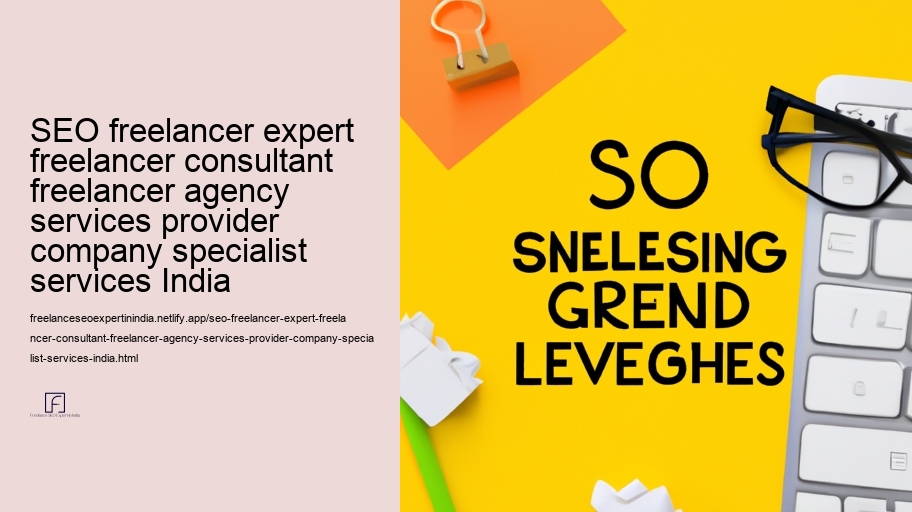 SEO freelancer expert
freelancer consultant
freelancer agency
services provider
company specialist
services India
freelanceseoexpertinindia.netlify.app/seo-freelancer-expert-freela
ncer-consultant-freelancer-agency-services-provider-company-specia
list-services-india.html
SO
SNELESING
GREND
LEVEGHES